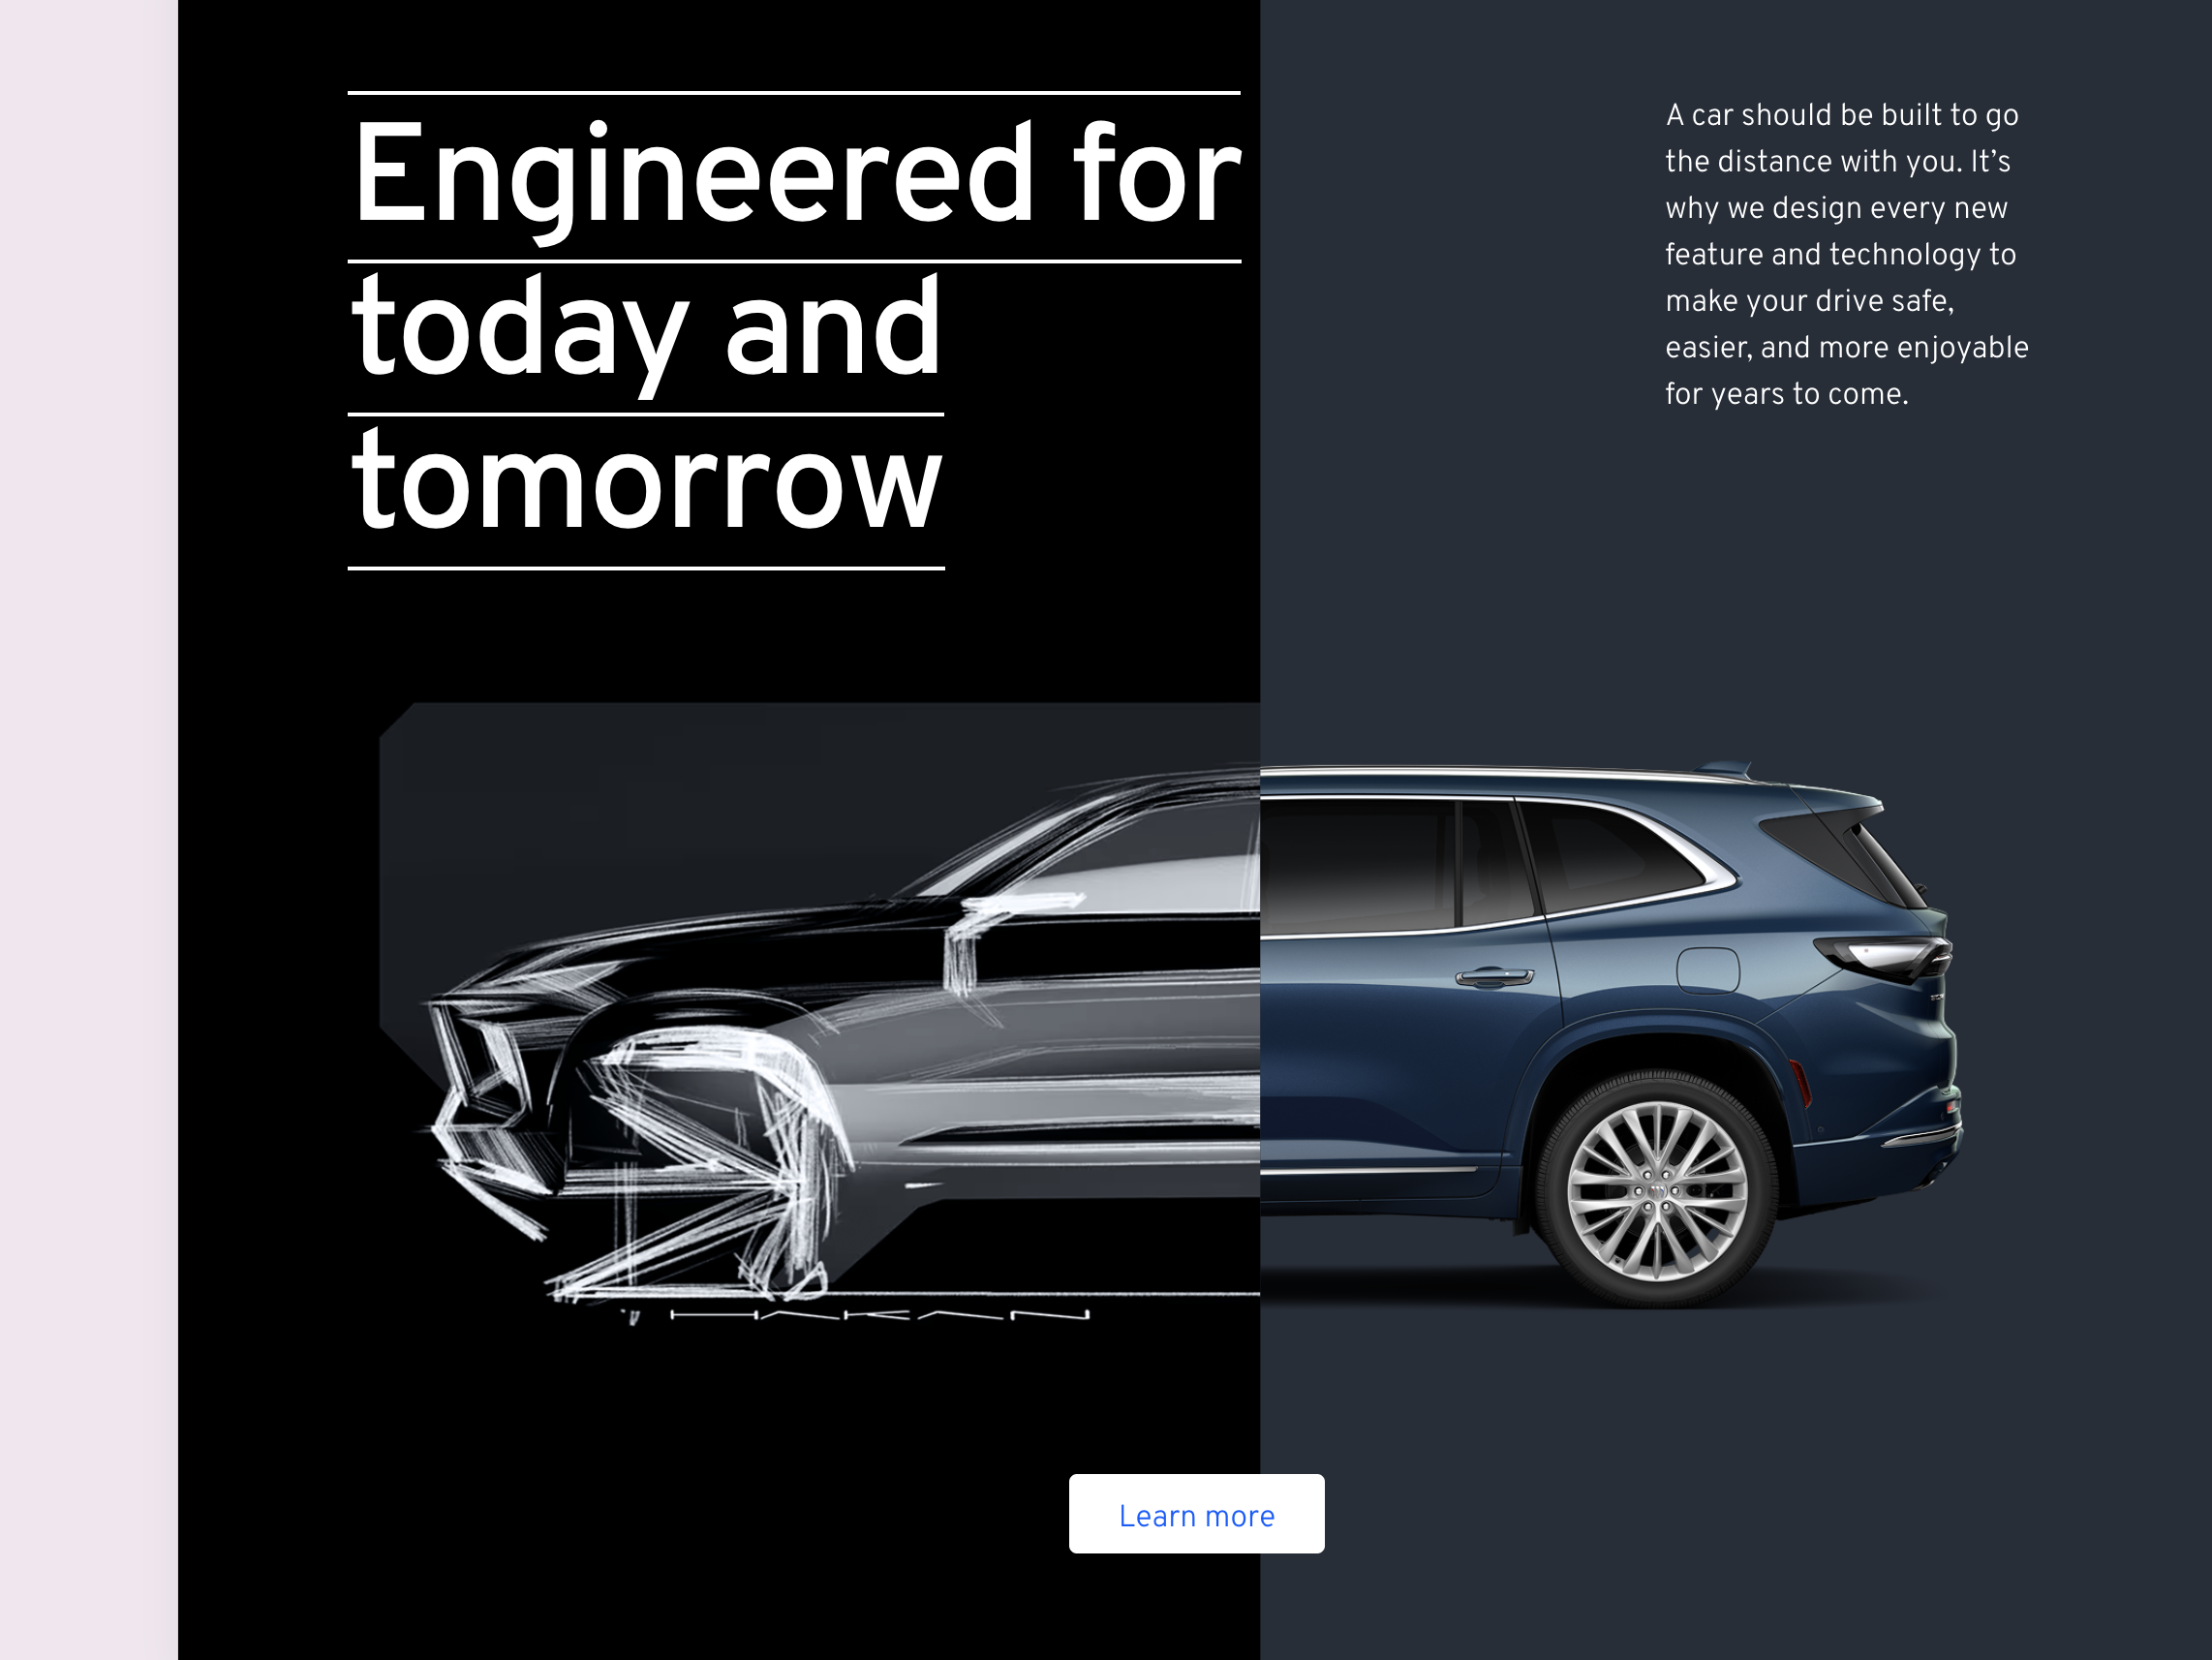 Engineered for
today and
tomorrow
A car should be built to go
the distance with you. It’s
why we design every new
feature and technology to
make your drive safe,
easier, and more enjoyable
for years to come.
Learn more